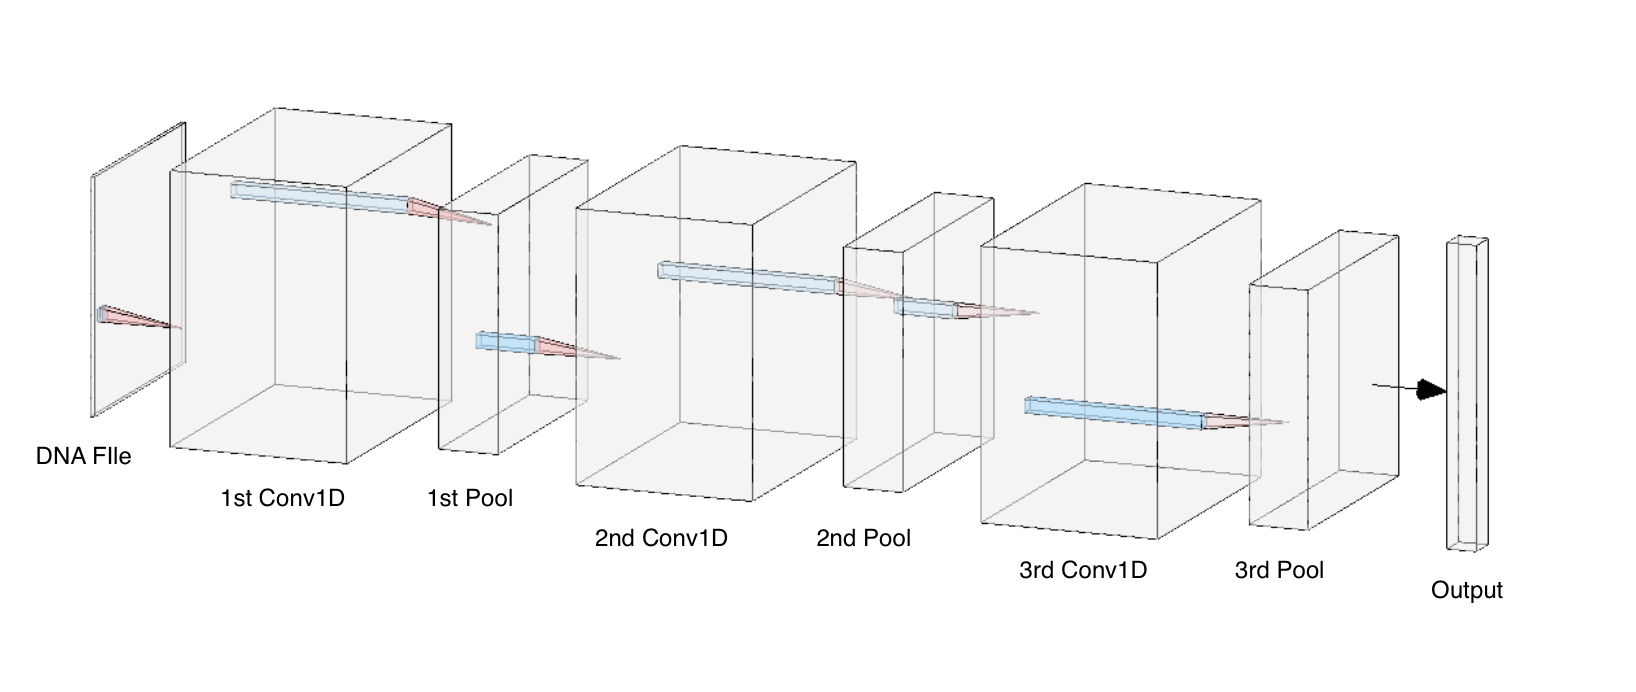 DNA FIle
1st Conv1D
1st Pool
2nd Conv1D
2nd Pool
3rd Conv1D
3rd Pool
Output